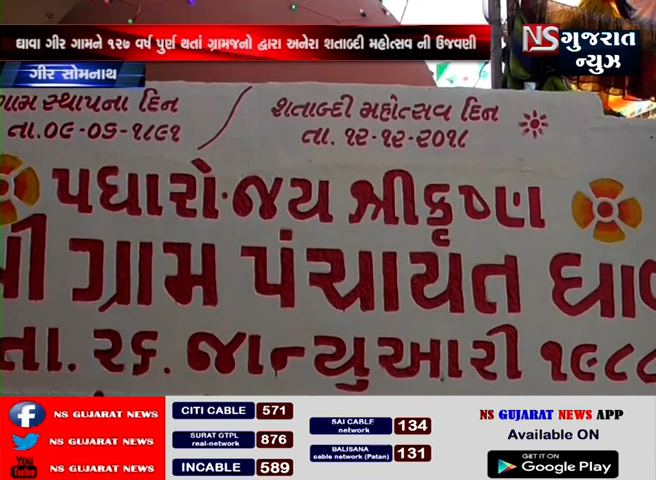 ધાવા ગીર ગામને ૧૨૭ વર્ષ પુર્ણ થતાં ગ્રામજનો દ્વારા અનેરા શતાબ્દી મહોત્સવ ની ઉજવણી
NS ગુજરાત ન્યુઝ
ગીર સોમનાથ
ગામ સ્થાપના દિન
શતાબ્દી મહોત્સવ દિન
તા.૦૯-૦૬-૧૮૯૧
તા. ૧૨-૧૨-૨૦૧૮
પધારો જય શ્રીકૃષ્ણ
ગ્રામ પંચાયત
તા. ૨૬. જાન્યુઆરી ૧૯૮૮
NS GUJARAT NEWS
NS GUJARAT NEWS
You Tube NS GUJARAT NEWS
CITI CABLE 571
SURAT GTPL real-network 876
INCABLE 589
SAI CABLE network 134
BALISANA cable network (Patan) 131
NS GUJARAT NEWS APP
Available ON
GET IT ON
Google Play